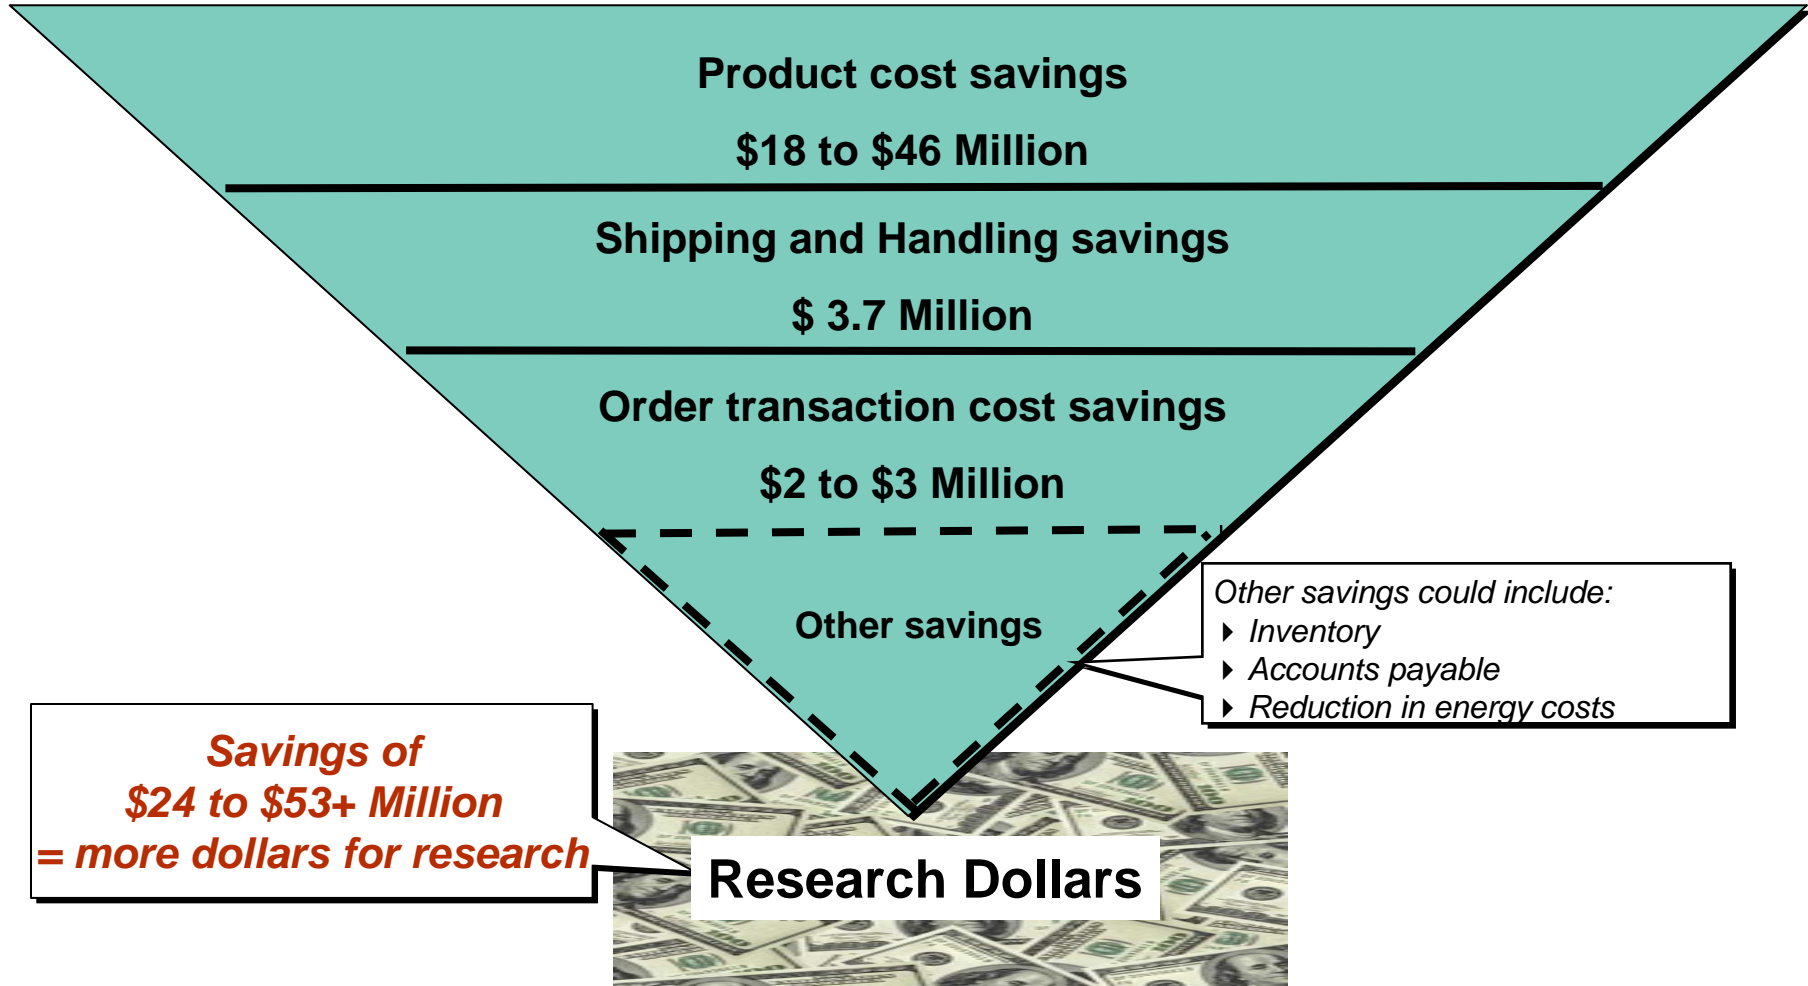 Product cost savings
$18 to $46 Million
Shipping and Handling savings
$ 3.7 Million
Order transaction cost savings
$2 to $3 Million
Other savings
Other savings could include:
Inventory
Accounts payable
Reduction in energy costs
Savings of
$24 to $53+ Million
= more dollars for research
Research Dollars